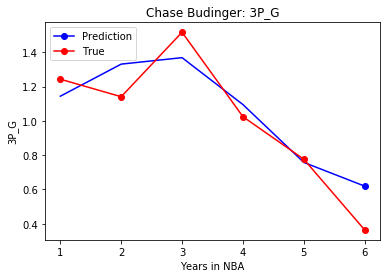 Chase Budinger: 3P_G
Prediction
True
3P_G
1.4
1.2
1.0
0.8
0.6
0.4
1 2 3 4 5 6
Years in NBA